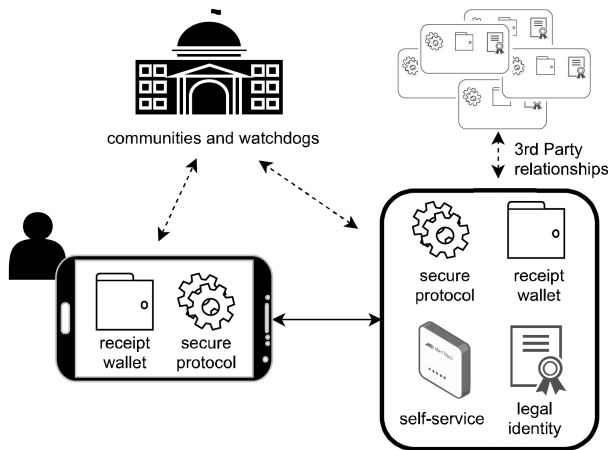 communities and watchdogs
3rd Party
relationships
receipt
wallet
secure
protocol
secure
protocol
receipt
wallet
self-service
legal
identity